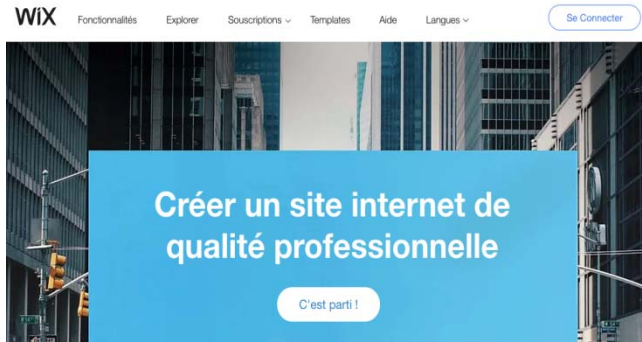 WiX
Fonctionnalités Explorer Souscriptions Templates Aide Langues
Se Connecter
Créer un site internet de
qualité professionnelle
C'est parti !